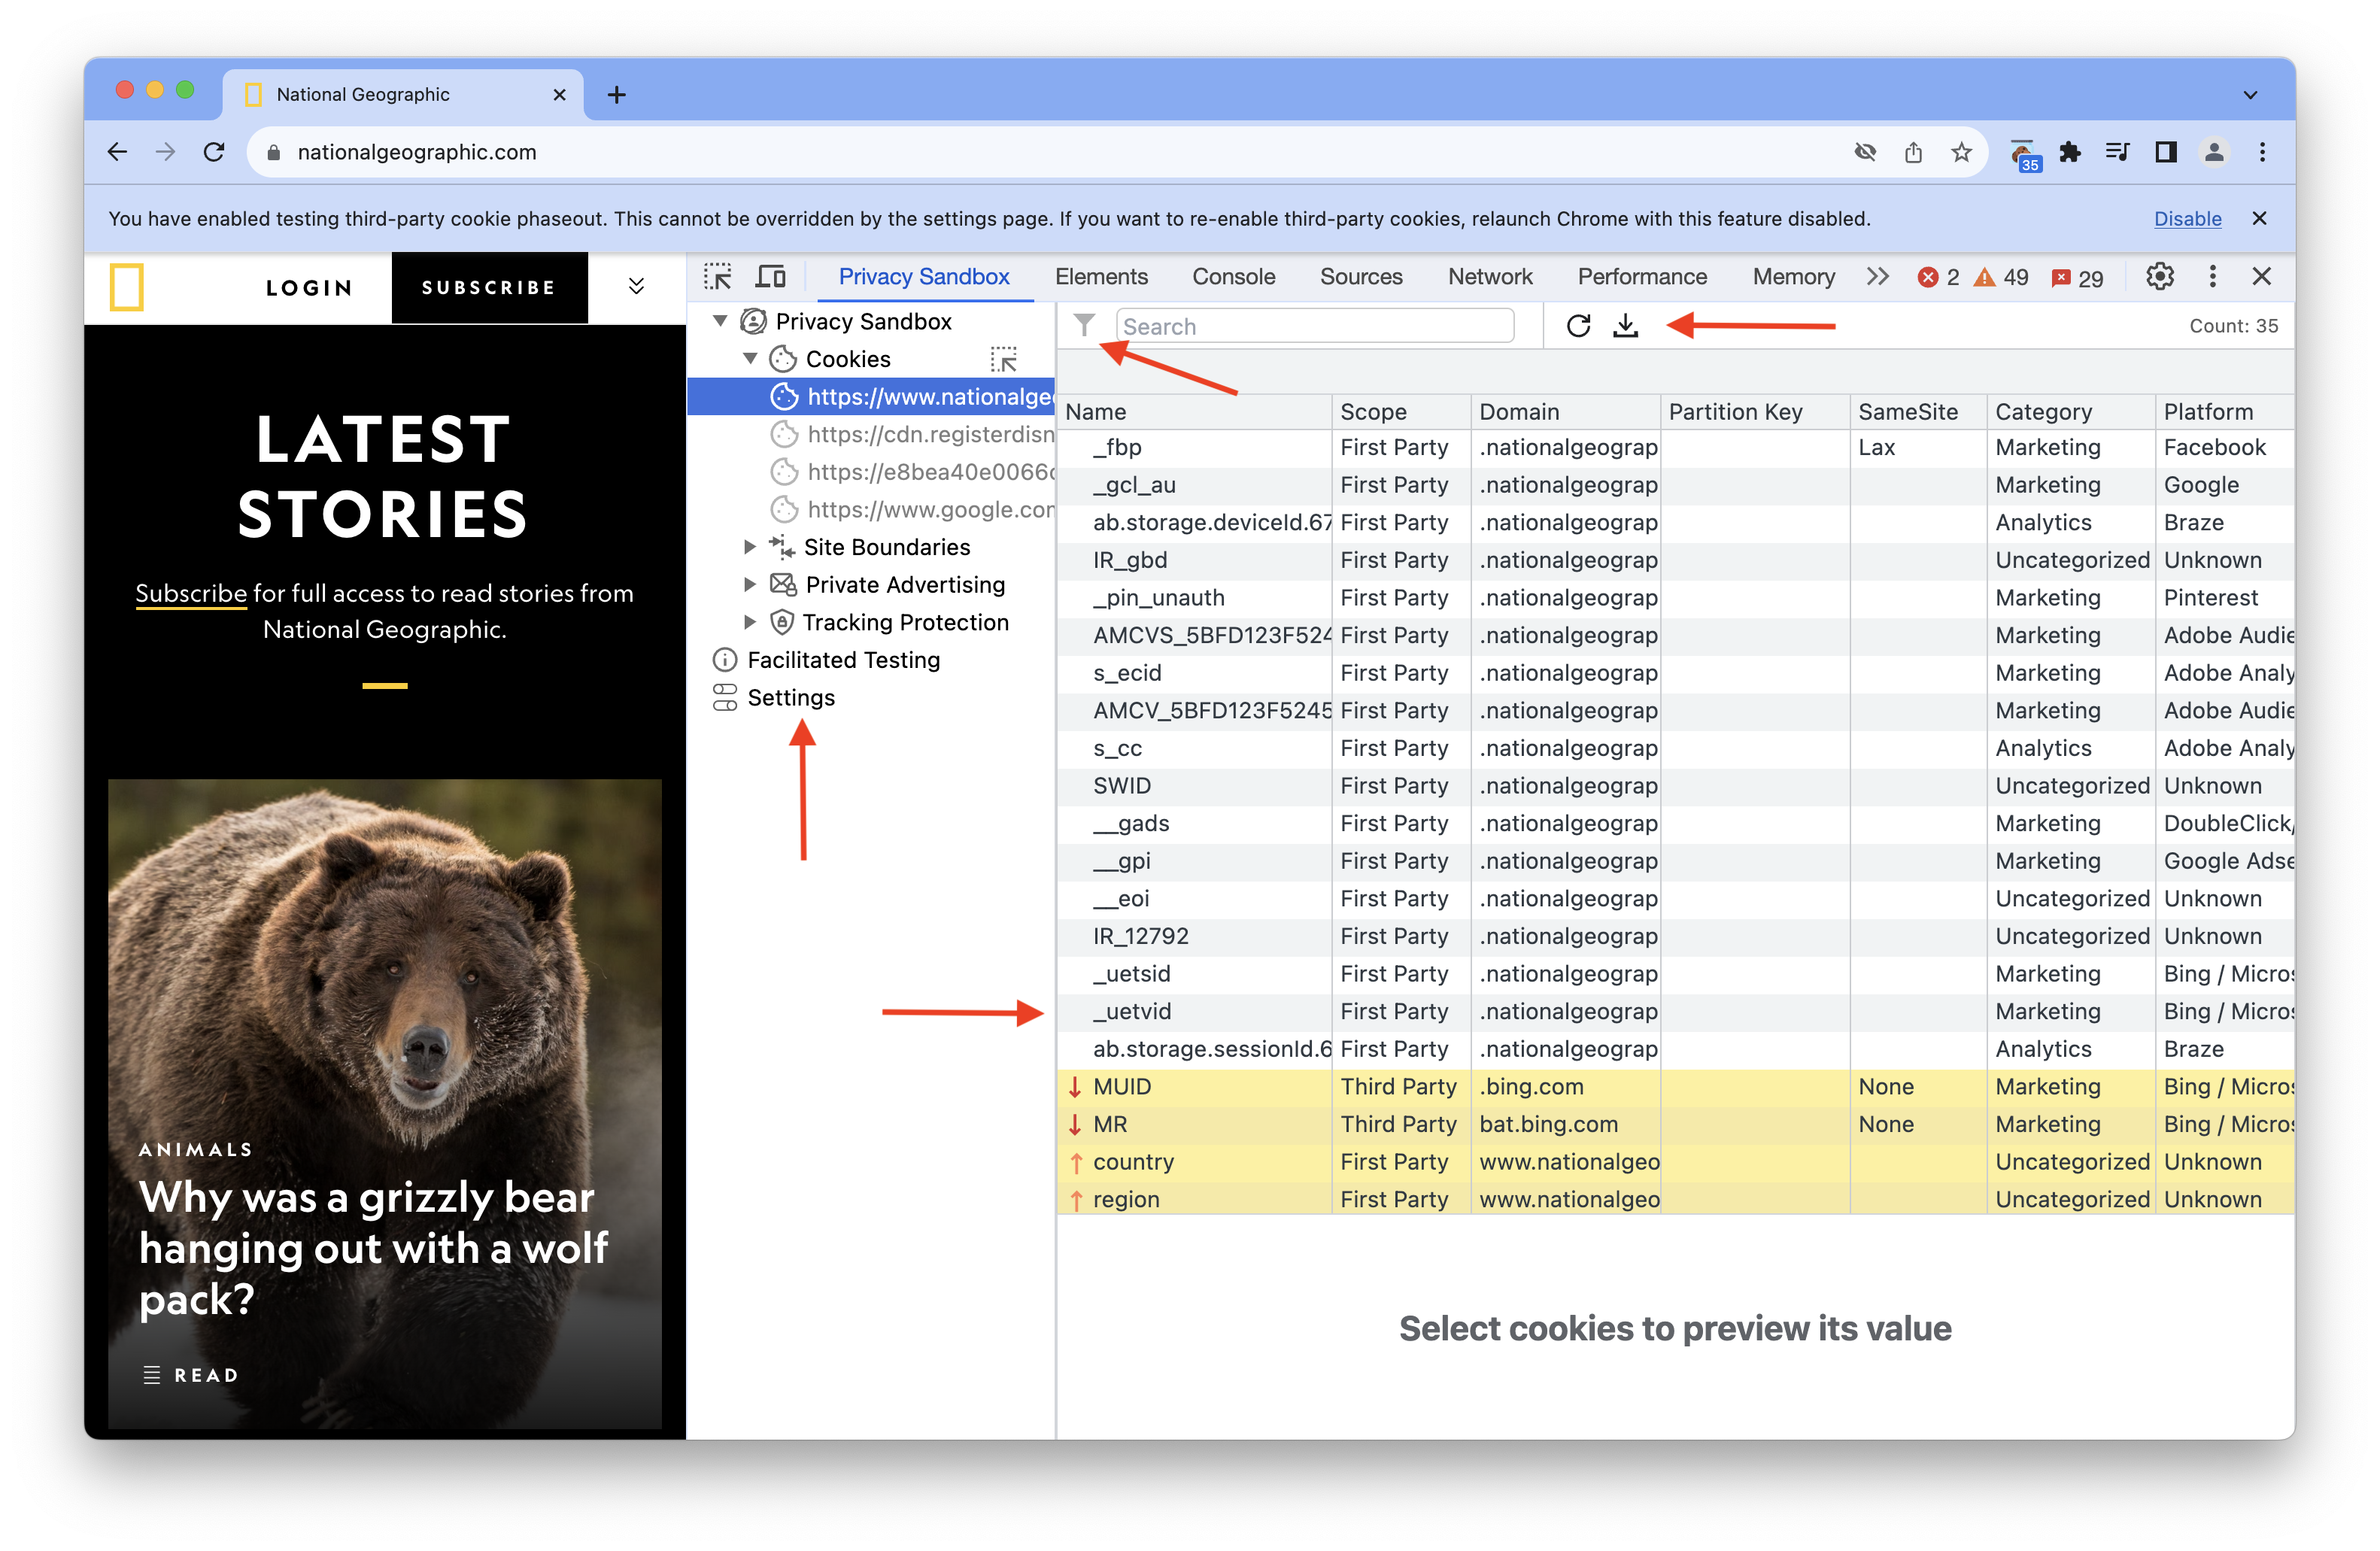 National Geographic
nationalgeographic.com
35
You have enabled testing third-party cookie phaseout. This cannot be overridden by the settings page. If you want to re-enable third-party cookies, relaunch Chrome with this feature disabled. Disable
LOGIN SUBSCRIBE
LATEST
STORIES
Subscribe for full access to read stories from
National Geographic.
ANIMALS
Why was a grizzly bear
hanging out with a wolf
pack?
READ
Privacy Sandbox Elements Console Sources Network Performance Memory 2 49 29
Privacy Sandbox
Cookies
https://www.nationalgeo
https://cdn.registerdisn
https://e8bea40e0066
https://www.google.con
Site Boundaries
Private Advertising
Tracking Protection
Facilitated Testing
Settings
Search Count: 35
Name Scope Domain Partition Key SameSite Category Platform
_fbp First Party .nationalgeograp Lax Marketing Facebook
_gcl_au First Party .nationalgeograp Marketing Google
ab.storage.deviceId.67 First Party .nationalgeograp Analytics Braze
IR_gbd First Party .nationalgeograp Uncategorized Unknown
_pin_unauth First Party .nationalgeograp Marketing Pinterest
AMCVS_5BFD123F524 First Party .nationalgeograp Marketing Adobe Audie
s_ecid First Party .nationalgeograp Marketing Adobe Analy
AMCV_5BFD123F5245 First Party .nationalgeograp Marketing Adobe Audie
s_cc First Party .nationalgeograp Analytics Adobe Analy
SWID First Party .nationalgeograp Uncategorized Unknown
__gads First Party .nationalgeograp Marketing DoubleClick/
__gpi First Party .nationalgeograp Marketing Google Adse
__eoi First Party .nationalgeograp Uncategorized Unknown
IR_12792 First Party .nationalgeograp Uncategorized Unknown
_uetsid First Party .nationalgeograp Marketing Bing / Micros
_uetvid First Party .nationalgeograp Marketing Bing / Micros
ab.storage.sessionId.6 First Party .nationalgeograp Analytics Braze
MUID Third Party .bing.com None Marketing Bing / Micros
MR Third Party bat.bing.com None Marketing Bing / Micros
country First Party www.nationalgeo Uncategorized Unknown
region First Party www.nationalgeo Uncategorized Unknown
Select cookies to preview its value